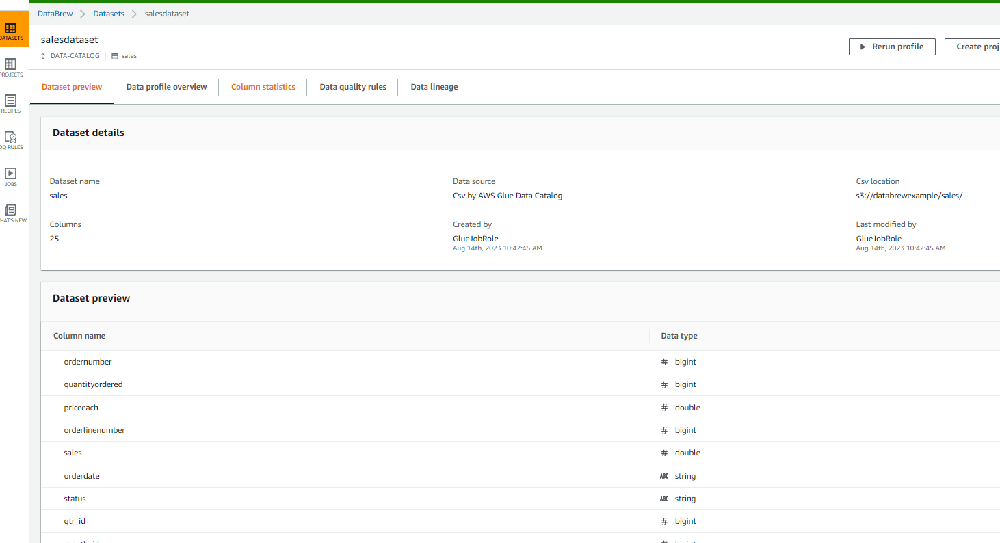 DataBrew > Datasets > salesdataset
DATASETS
PROJECTS
RECIPES
DQ RULES
JOBS
HAT'S NEW
salesdataset
DATA-CATALOG sales
Rerun profile
Create proj
Dataset preview Data profile overview Column statistics Data quality rules Data lineage
Dataset details
Dataset name Data source Csv location
sales Csv by AWS Glue Data Catalog s3://databrewexample/sales/
Columns Created by Last modified by
25 GlueJobRole GlueJobRole
Aug 14th, 2023 10:42:45 AM Aug 14th, 2023 10:42:45 AM
Dataset preview
Column name Data type
ordernumber # bigint
quantityordered # bigint
priceeach # double
orderlinenumber # bigint
sales # double
orderdate ABC string
status ABC string
qtr_id # bigint